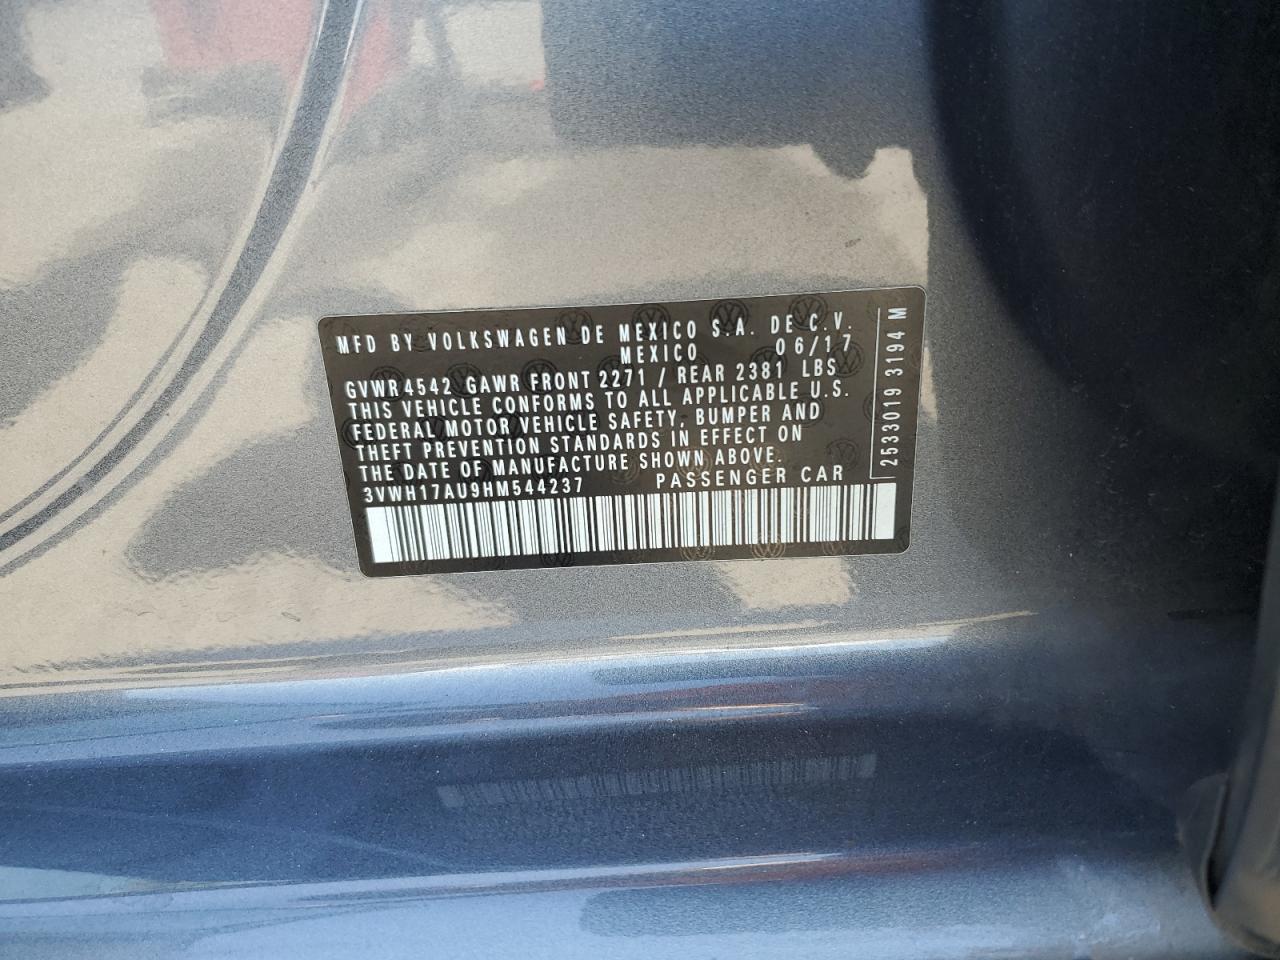 MFD BY VOLKSWAGEN DE MEXICO S.A. DE C.V.
MEXICO 06/17
GVWR 4542 GAWR FRONT 2271 / REAR 2381 LBS
THIS VEHICLE CONFORMS TO ALL APPLICABLE U.S.
FEDERAL MOTOR VEHICLE SAFETY, BUMPER AND
THEFT PREVENTION STANDARDS IN EFFECT ON
THE DATE OF MANUFACTURE SHOWN ABOVE.
3VWH17AU9HM544237 PASSENGER CAR
2533019 3194 M